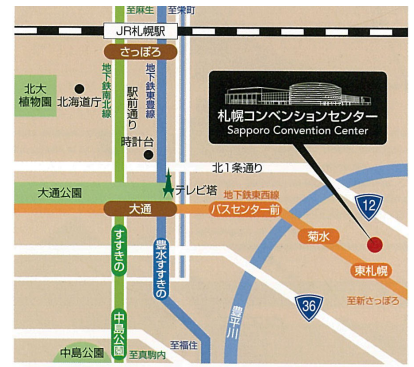 至麻生
至栄町
JR札幌駅
さっぽろ
北大
植物園
北海道庁
地下鉄南北線
駅前通り
地下鉄東豊線
時計台
札幌コンベンションセンター
Sapporo Convention Center
北1条通り
大通公園
テレビ塔
地下鉄東西線
12
大通
バスセンター前
菊水
東札幌
すすきの
豊水すすきの
至新さっぽろ
36
豊平川
中島公園
中島公園
至真駒内
至福住